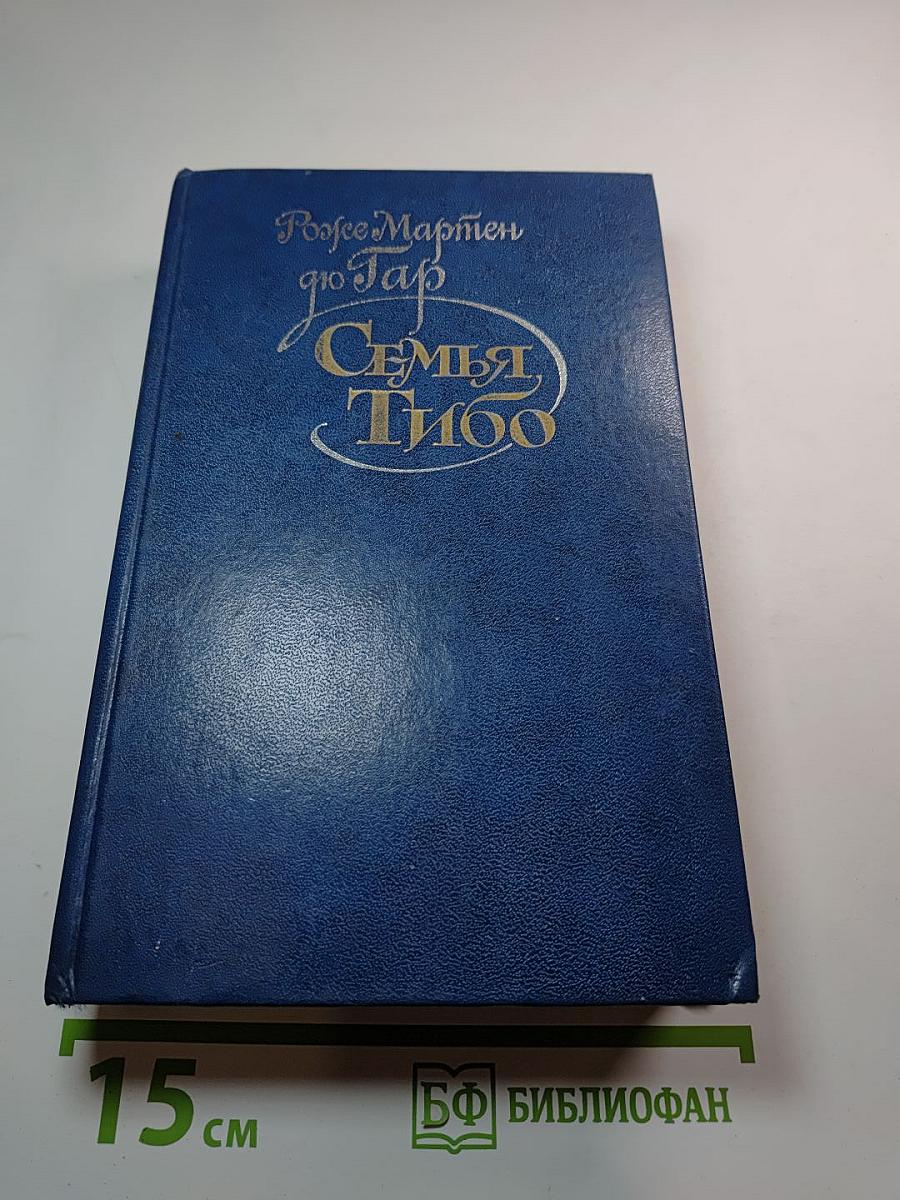 Роже Мартен
дю Гар
Семья
Тибо
15 см
БФ БИБЛИОФАН